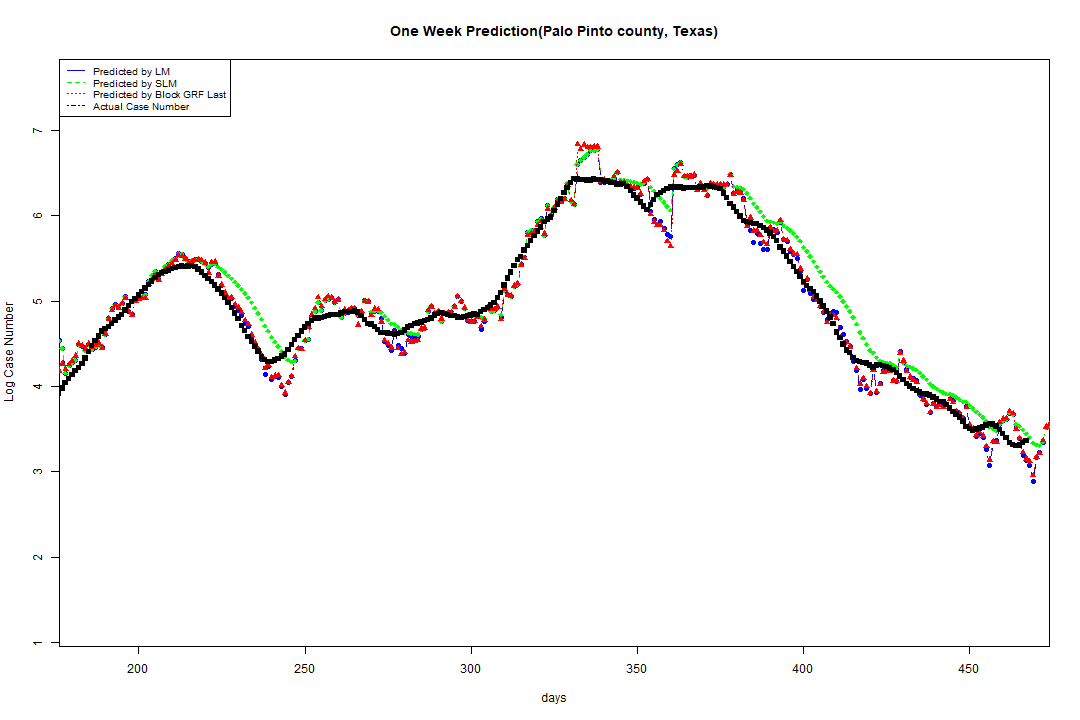 One Week Prediction(Palo Pinto county, Texas)
Predicted by LM
Predicted by SLM
Predicted by Block GRF Last
Actual Case Number
Log Case Number
7
6
5
4
3
2
1
200 250 300 350 400 450
days